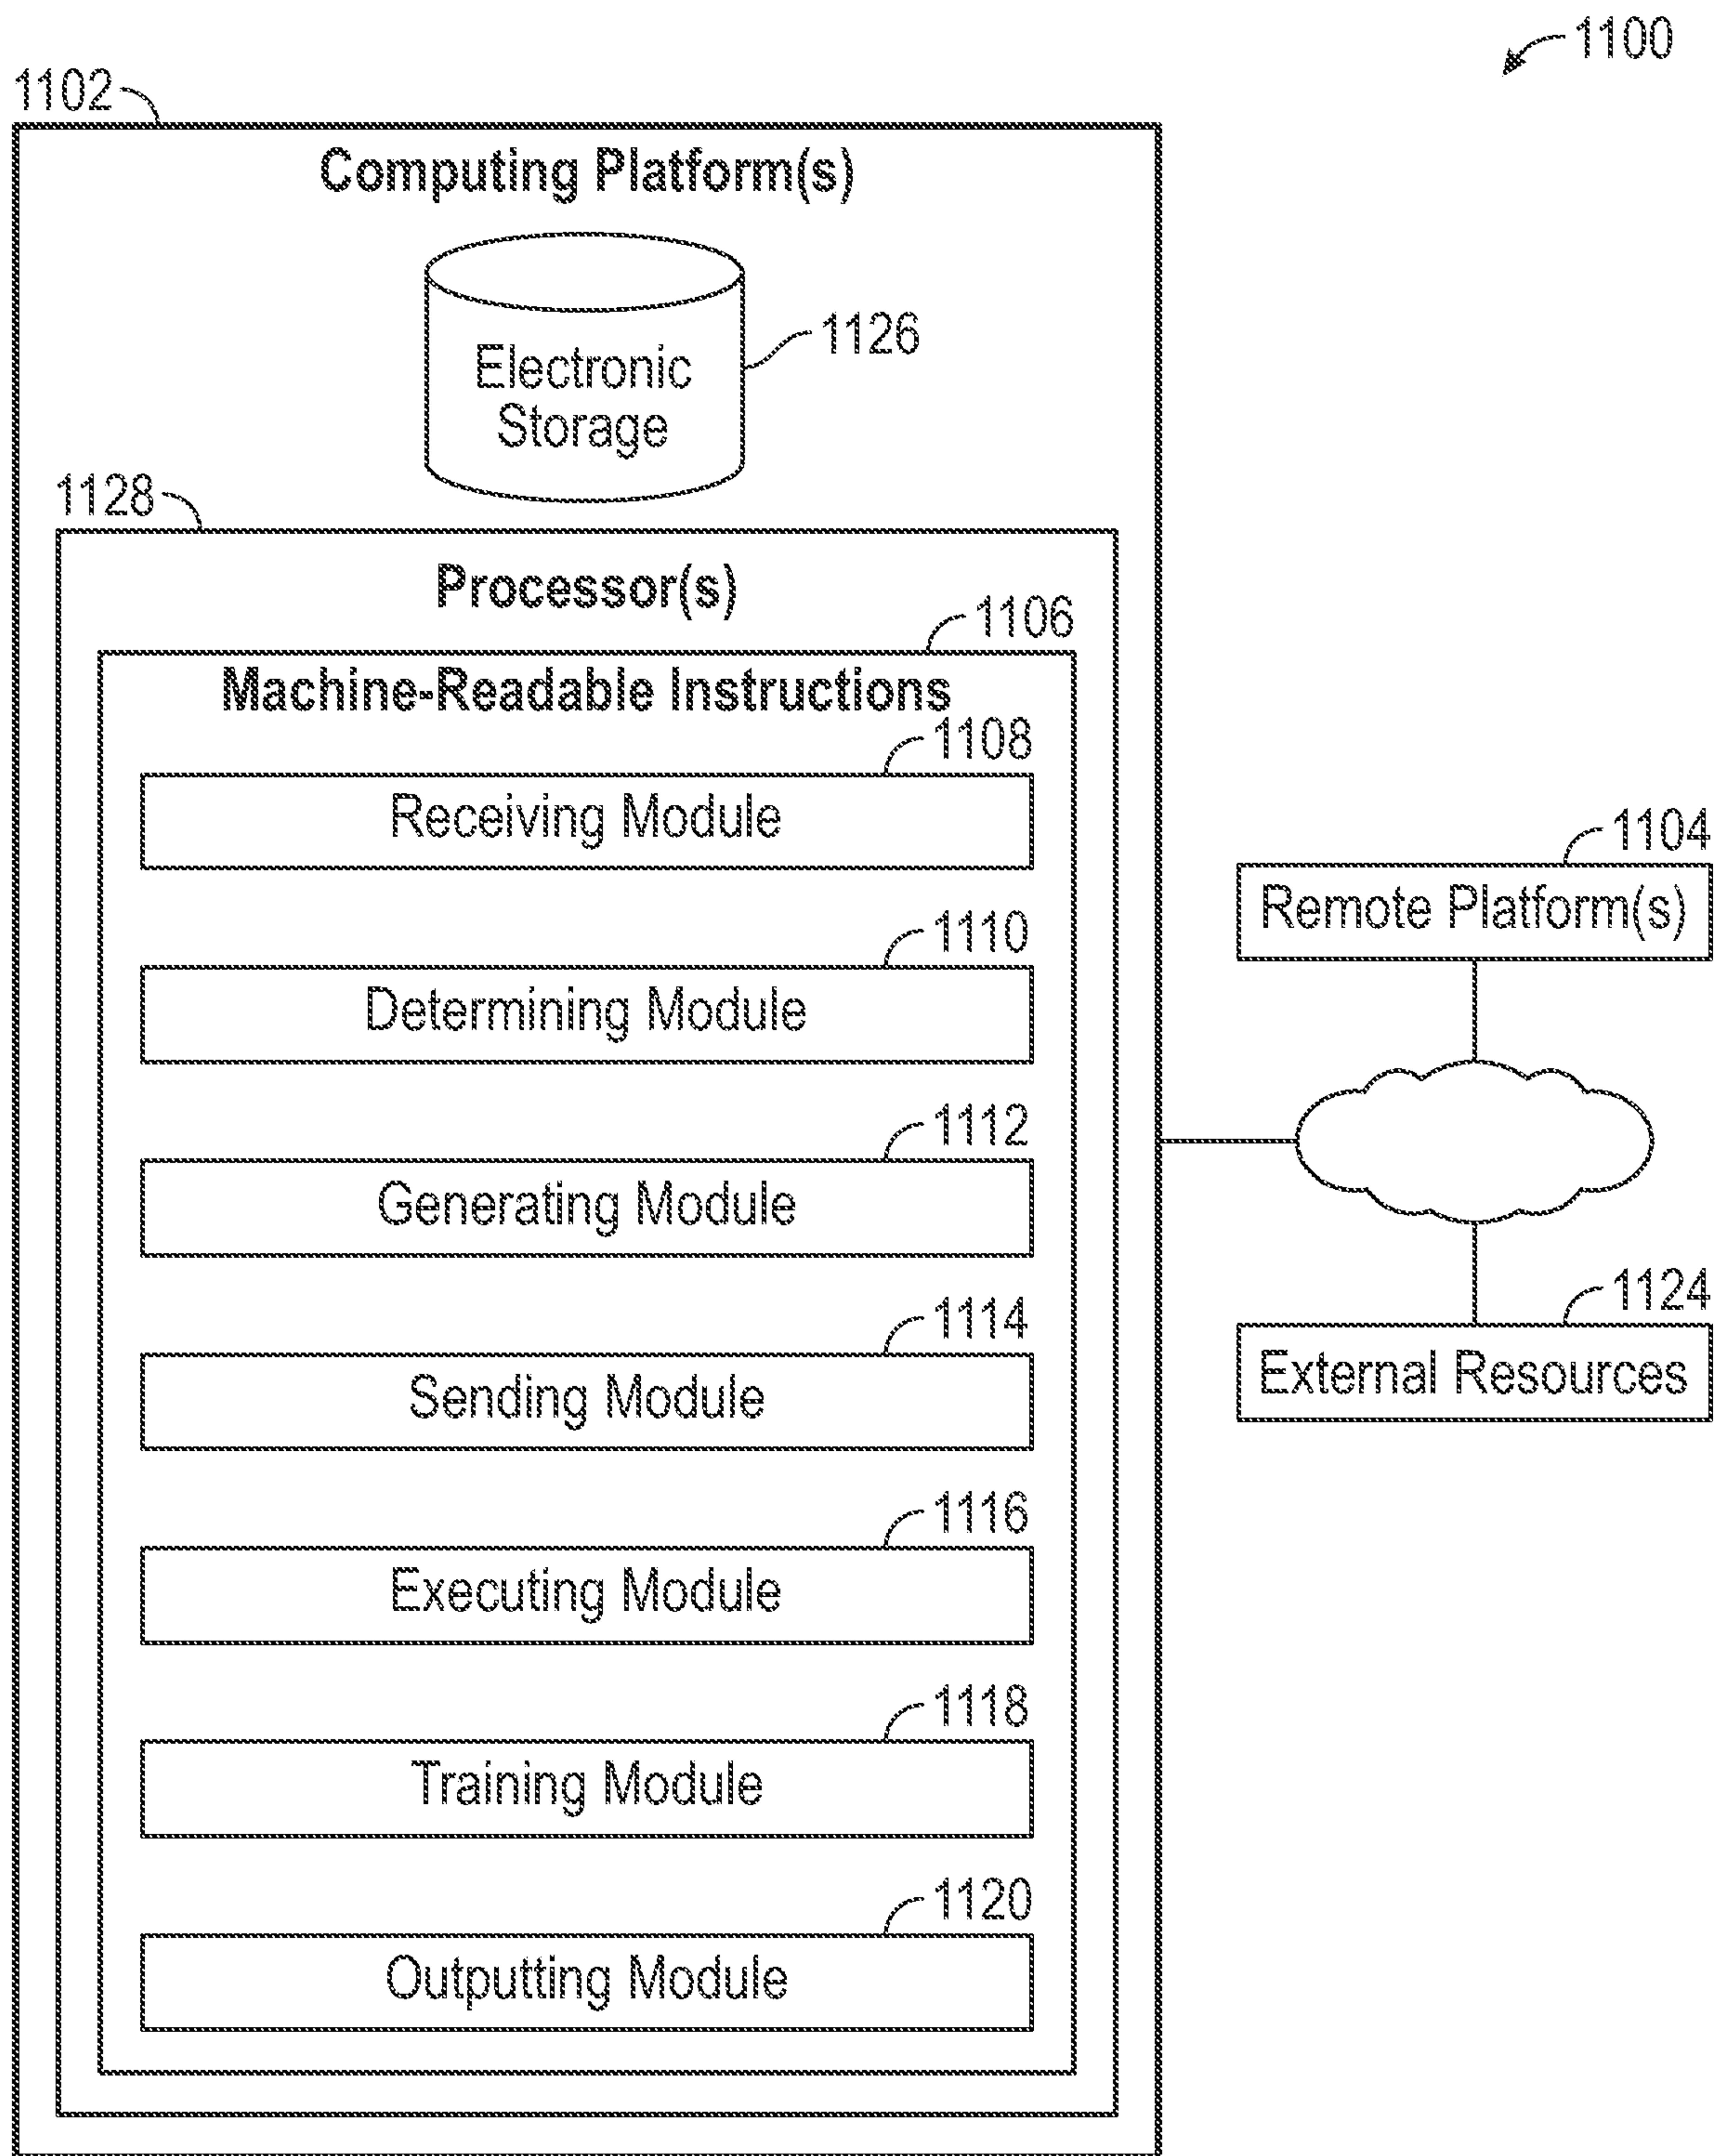 1100
1102
Computing Platform(s)
Electronic
Storage
1126
1128
Processor(s)
1106
Machine-Readable Instructions
1108
Receiving Module
1110
Determining Module
1112
Generating Module
1114
Sending Module
1116
Executing Module
1118
Training Module
1120
Outputting Module
1104
Remote Platform(s)
1124
External Resources